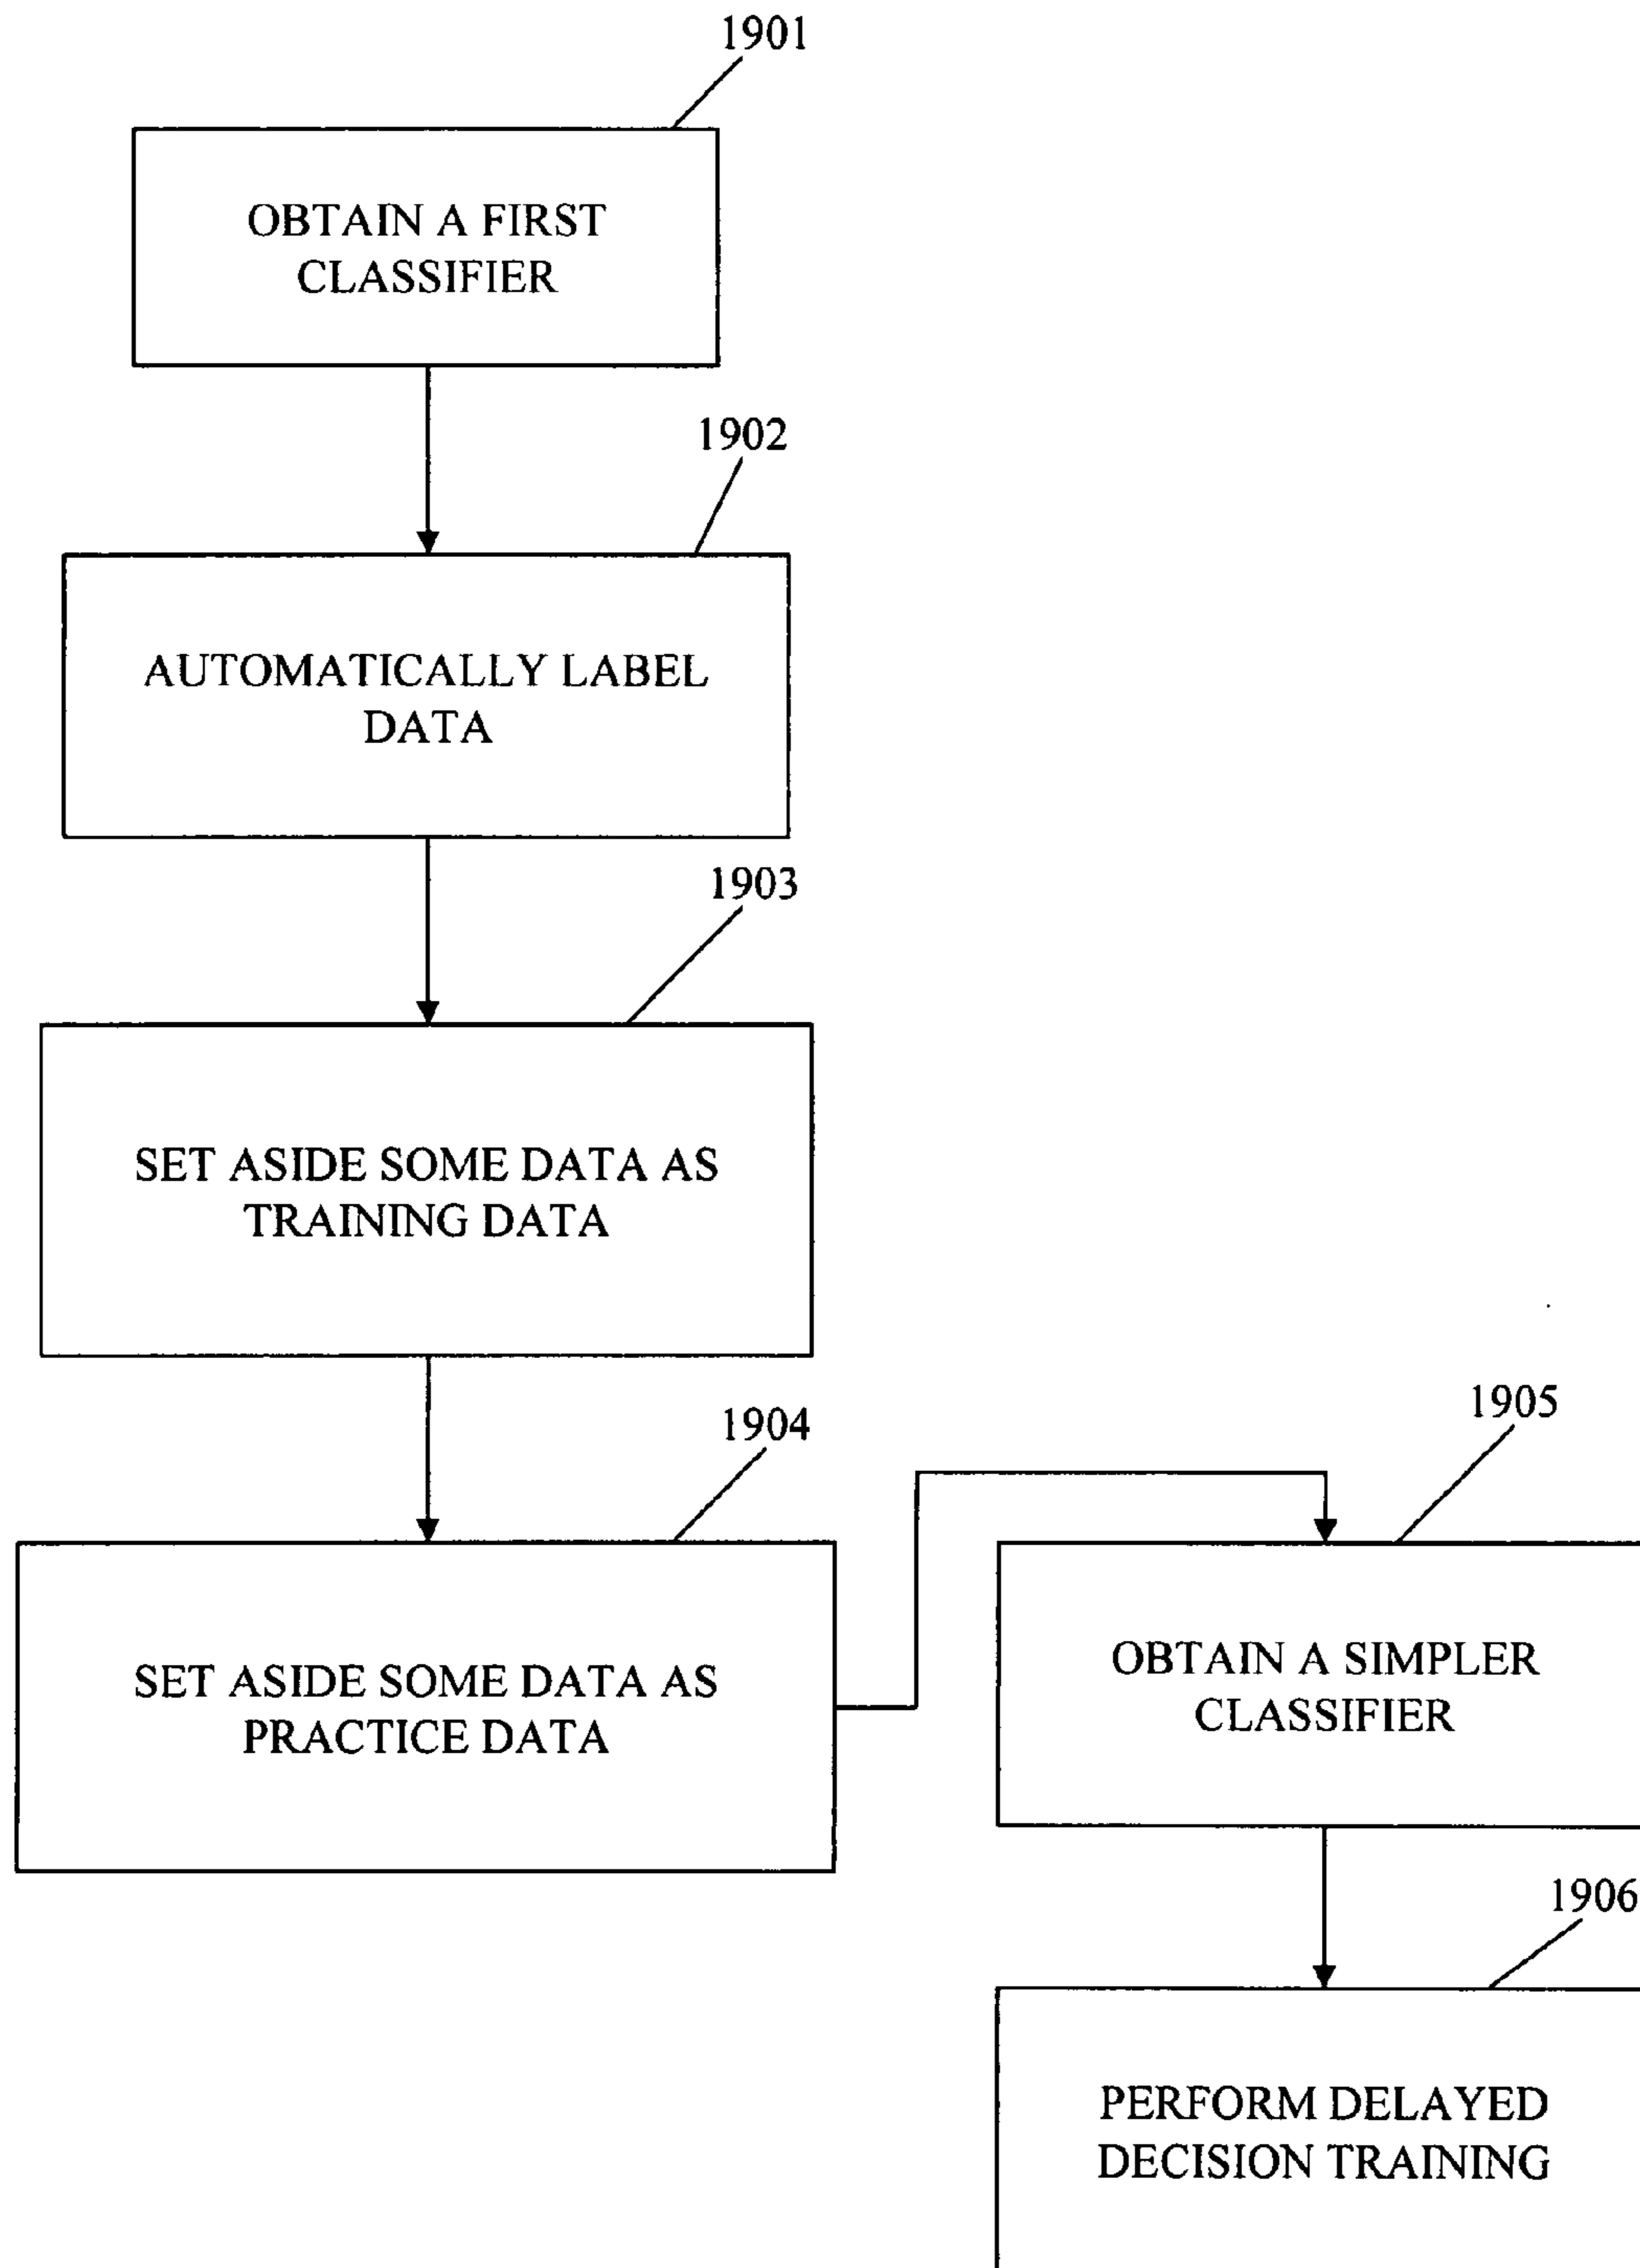 1901
OBTAIN A FIRST
CLASSIFIER
1902
AUTOMATICALLY LABEL
DATA
1903
SET ASIDE SOME DATA AS
TRAINING DATA
1904
SET ASIDE SOME DATA AS
PRACTICE DATA
1905
OBTAIN A SIMPLER
CLASSIFIER
1906
PERFORM DELAYED
DECISION TRAINING